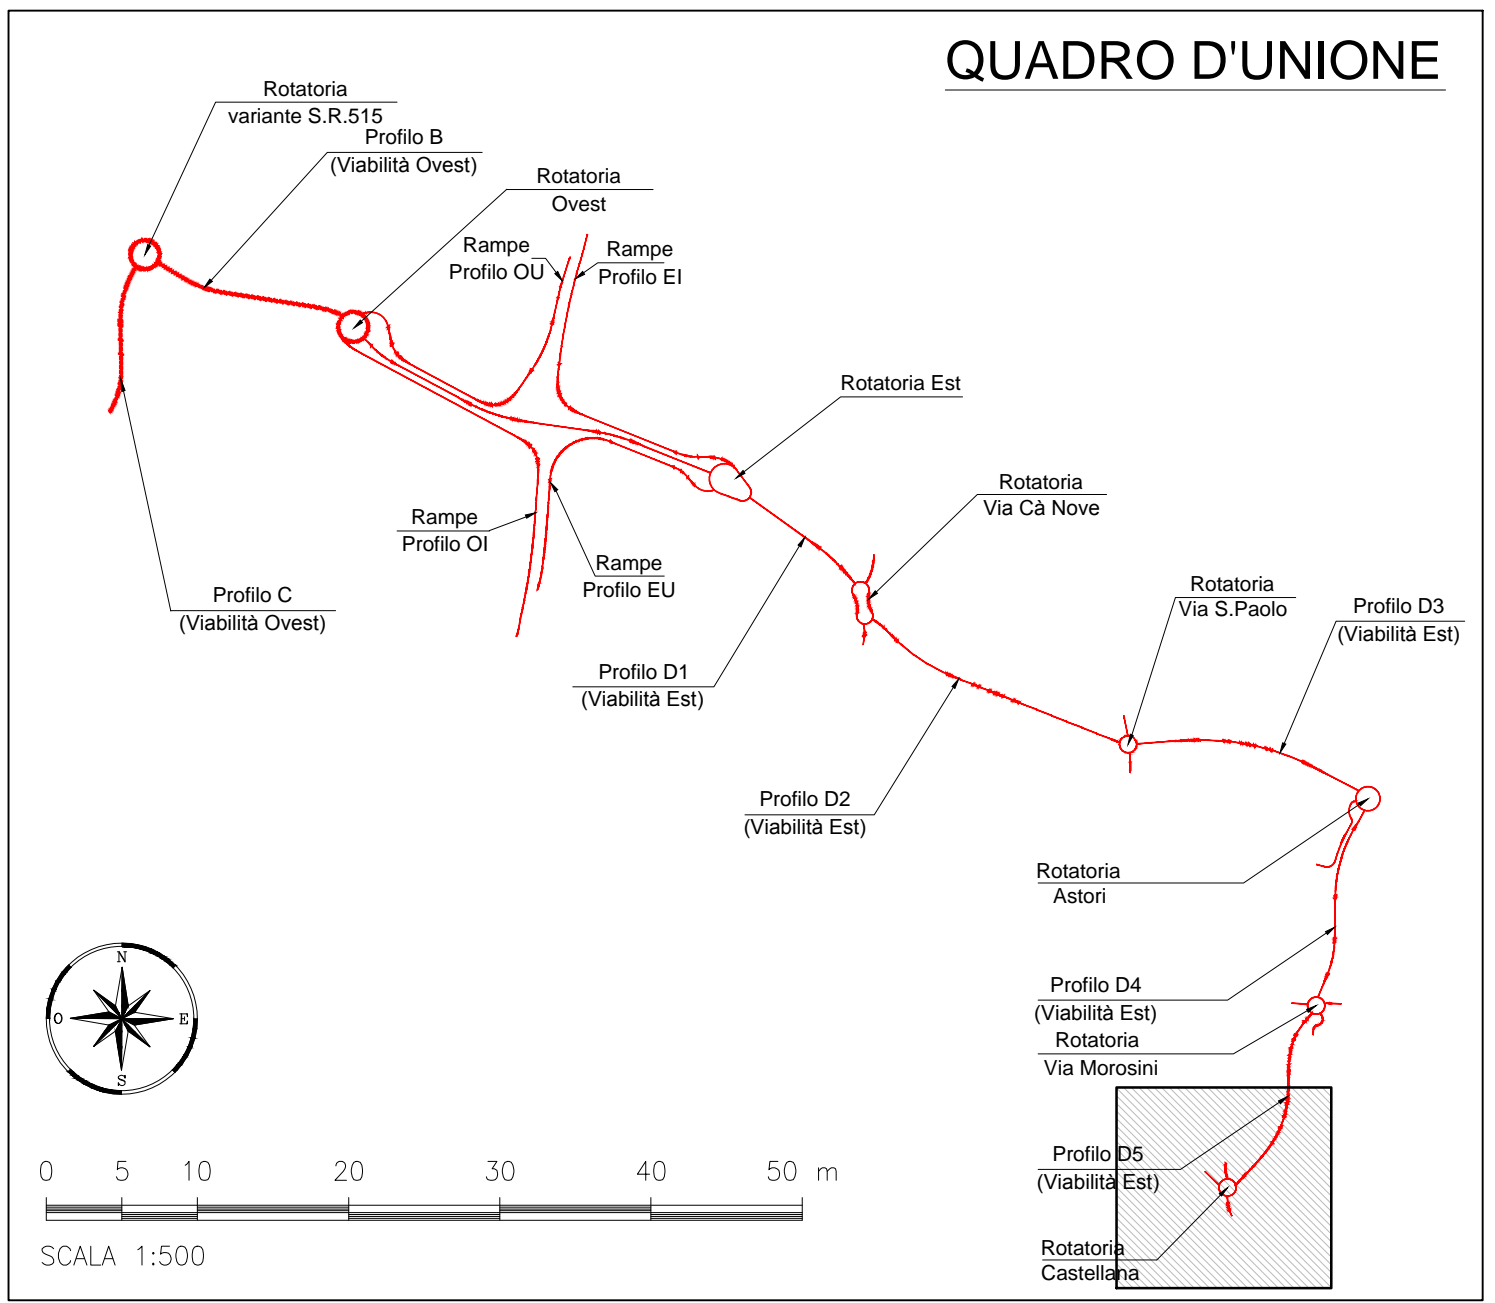 QUADRO D'UNIONE
Rotatoria
variante S.R.515
Profilo B
(Viabilità Ovest)
Rotatoria
Ovest
Rampe
Profilo OU
Rampe
Profilo EI
Rotatoria Est
Rotatoria
Via Cà Nove
Rampe
Profilo OI
Rampe
Profilo EU
Profilo C
(Viabilità Ovest)
Rotatoria
Via S.Paolo
Profilo D3
(Viabilità Est)
Profilo D1
(Viabilità Est)
Profilo D2
(Viabilità Est)
Rotatoria
Astori
Profilo D4
(Viabilità Est)
Rotatoria
Via Morosini
Profilo D5
(Viabilità Est)
Rotatoria
Castellana
N
O
E
S
0 5 10 20 30 40 50 m
SCALA 1:500